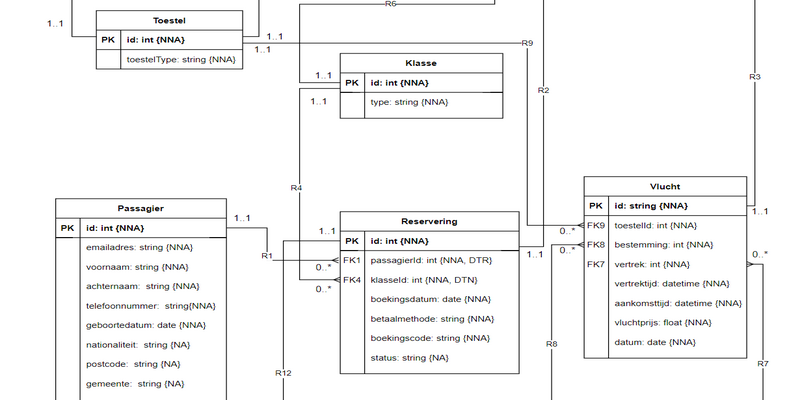 R6
1..1
Toestel
PK id: int {NNA}
toestelType: string {NNA}
1..1
1..1
R9
Klasse
1..1
PK id: int {NNA}
1..1
type: string {NNA}
R2
R3
R4
Vlucht
PK id: string {NNA}
1..1
FK9 toestelId: int {NNA}
0..*
FK8 bestemming: int {NNA}
0..*
FK7 vertrek: int {NNA}
0..*
vertrektijd: datetime {NNA}
aankomsttijd: datetime {NNA}
vluchtprijs: float {NNA}
datum: date {NNA}
Passagier
1..1
PK id: int {NNA}
emailadres: string {NNA}
voornaam: string {NNA}
achternaam: string {NNA}
telefoonnummer: string{NNA}
geboortedatum: date {NNA}
nationaliteit: string {NA}
postcode: string {NA}
gemeente: string {NA}
R1
Reservering
1..1
PK id: int {NNA}
1..1
FK1 passagierId: int {NNA, DTR}
0..*
FK4 klasseId: int {NNA, DTN}
0..*
boekingsdatum: date {NNA}
betaalmethode: string {NNA}
boekingscode: string {NNA}
status: string {NA}
R8
R7
R12